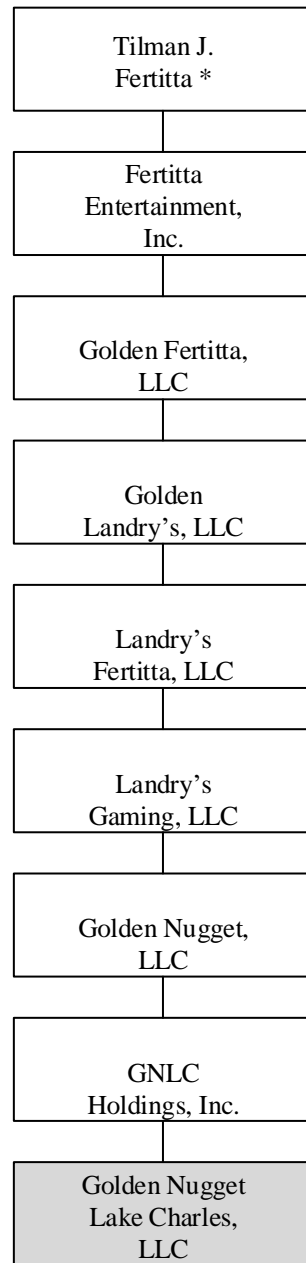 Tilman J.
Fertitta *
Fertitta
Entertainment,
Inc.
Golden Fertitta,
LLC
Golden
Landry’s, LLC
Landry’s
Fertitta, LLC
Landry’s
Gaming, LLC
Golden Nugget,
LLC
GNLC
Holdings, Inc.
Golden Nugget
Lake Charles,
LLC